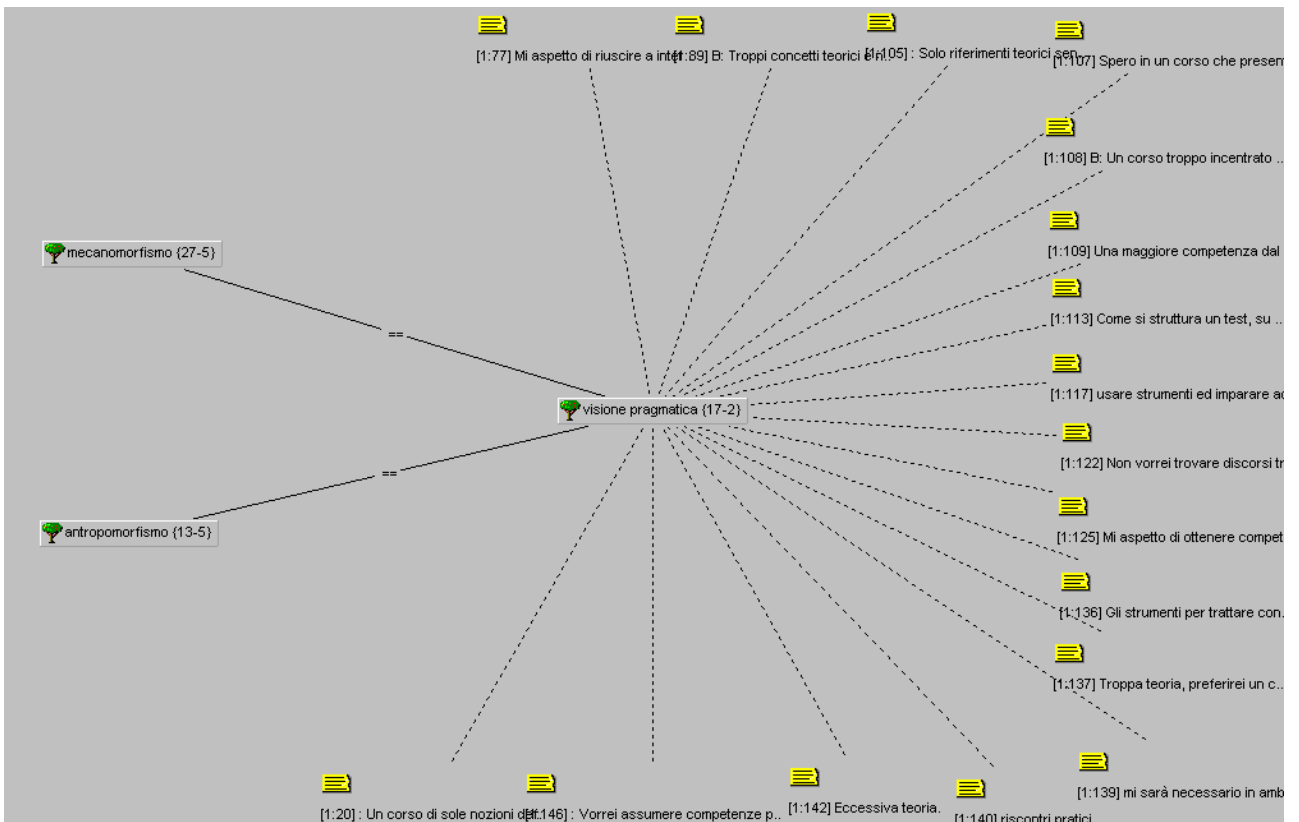 [1:77] Mi aspetto di riuscire a inter
[1:89] B: Troppi concetti teorici e n...
[1:105] : Solo riferimenti teorici sen...
[1:107] Spero in un corso che presen
[1:108] B: Un corso troppo incentrato ...
mecanomorfismo {27-5}
[1:109] Una maggiore competenza dal
[1:113] Come si struttura un test, su ...
==
[1:117] usare strumenti ed imparare ad
visione pragmatica {17-2}
[1:122] Non vorrei trovare discorsi tr
==
antropomorfismo {13-5}
[1:125] Mi aspetto di ottenere compet
[1:136] Gli strumenti per trattare con.
[1:137] Troppa teoria, preferirei un c...
[1:139] mi sarà necessario in amb
[1:20] : Un corso di sole nozioni
146] : Vorrei assumere competenze p..
[1:142] Eccessiva teoria.
[1:140] riscontri pratici